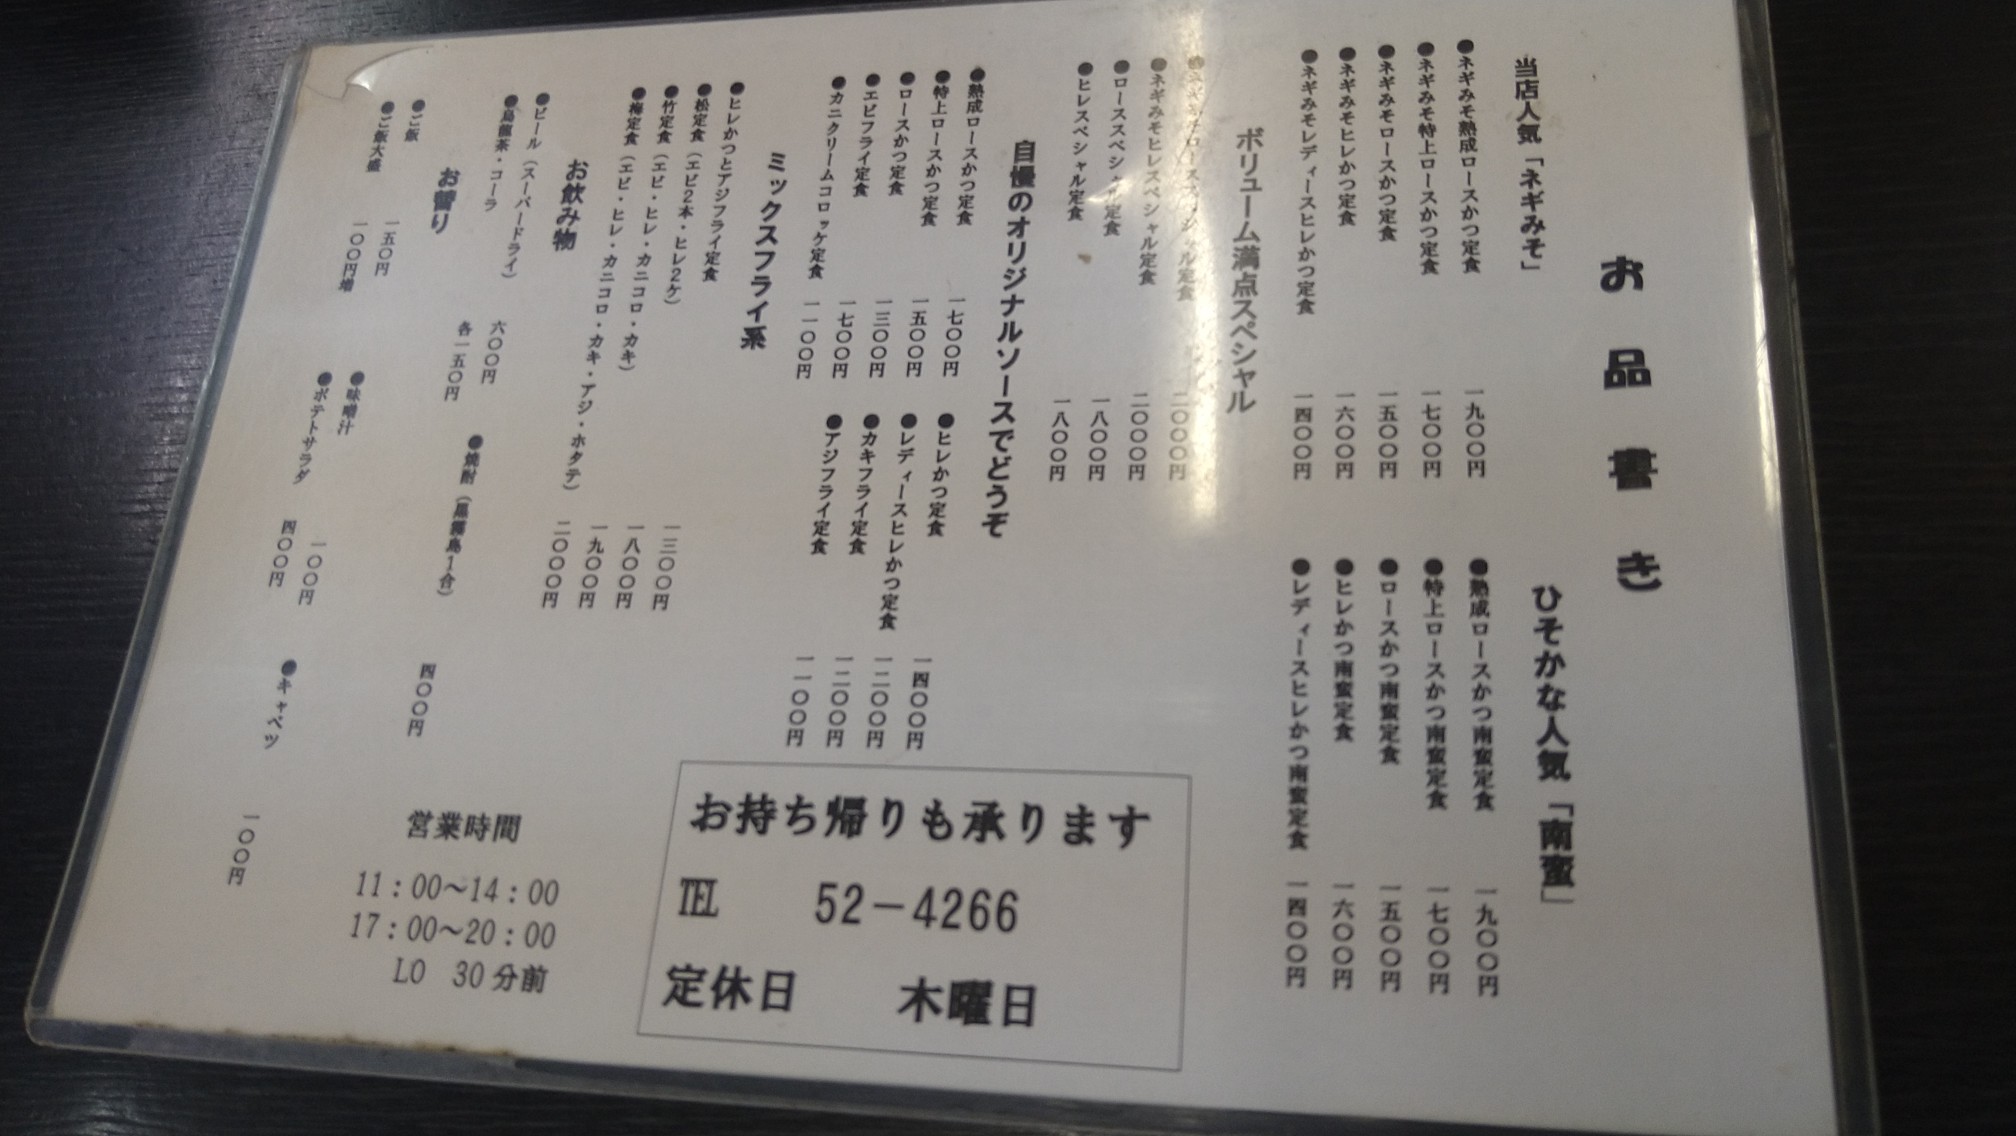 お品書き
当店人気「ネギみそ」
●ネギみそ熟成ロースかつ定食 一九〇〇円
●ネギみそ特上ロースかつ定食 一七〇〇円
●ネギみそロースかつ定食 一五〇〇円
●ネギみそヒレかつ定食 一六〇〇円
●ネギみそレディースヒレかつ定食 一四〇〇円
ひそかな人気「南蛮」
●熟成ロースかつ南蛮定食 一九〇〇円
●特上ロースかつ南蛮定食 一七〇〇円
●ロースかつ南蛮定食 一五〇〇円
●ヒレかつ南蛮定食 一六〇〇円
●レディースヒレかつ南蛮定食 一四〇〇円
ボリューム満点スペシャル
●ネギみそロススペシャル定食 二〇〇〇円
●ネギみそヒレスペシャル定食 二〇〇〇円
●ローススペシャル定食 一八〇〇円
●ヒレスペシャル定食 一八〇〇円
自慢のオリジナルソースでどうぞ
●熟成ロースかつ定食 一七〇〇円
●特上ロースかつ定食 一五〇〇円
●ロースかつ定食 一三〇〇円
●エビフライ定食 一七〇〇円
●カニクリームコロッケ定食 一一〇〇円
●ヒレかつ定食 一四〇〇円
●レディースヒレかつ定食 一二〇〇円
●カキフライ定食 一二〇〇円
●アジフライ定食 一一〇〇円
ミックスフライ系
●ヒレかつとアジフライ定食 一三〇〇円
●松定食（エビ2本・ヒレ2ケ） 一八〇〇円
●竹定食（エビ・ヒレ・カニコロ・カキ） 一九〇〇円
●梅定食（エビ・ヒレ・カニコロ・カキ・アジ・ホタテ） 二〇〇〇円
お飲み物
●ビール（スーパードライ） 六〇〇円
●烏龍茶・コーラ 各一五〇円
●焼酎（黒霧島1合） 四〇〇円
お替り
●ご飯 一五〇円
●ご飯大盛 一〇〇円増
●味噌汁 一〇〇円
●ポテトサラダ 四〇〇円
●キャベツ 一〇〇円
お持ち帰りも承ります
TEL 52-4266
定休日 木曜日
営業時間
11：00～14：00
17：00～20：00
LO 30分前